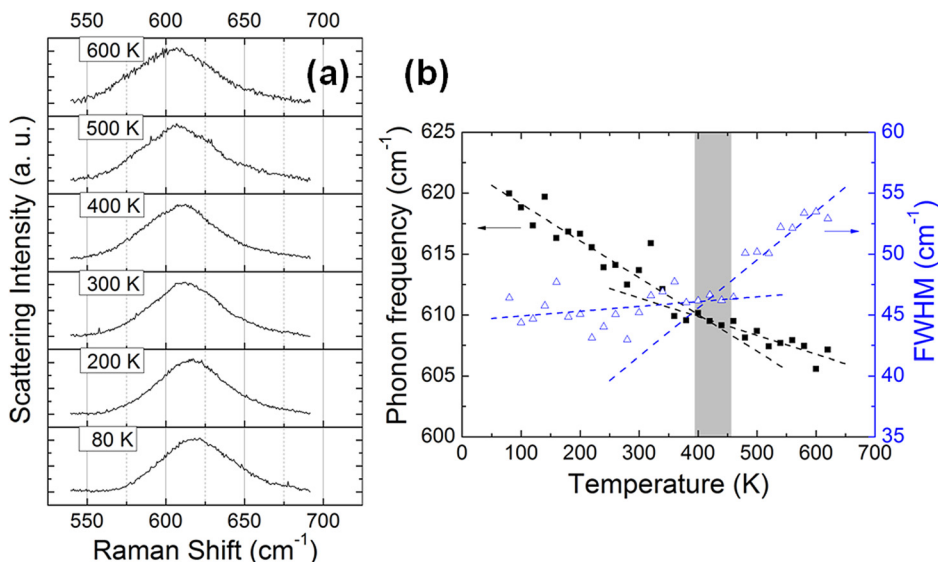 550 600 650 700
600 K
500 K
400 K
300 K
200 K
80 K
550 600 650 700
Raman Shift (cm-1)
Scattering Intensity (a. u.)
(a)
(b)
625
620
615
610
605
600
Phonon frequency (cm-1)
60
55
50
45
40
35
FWHM (cm-1)
0 100 200 300 400 500 600 700
Temperature (K)